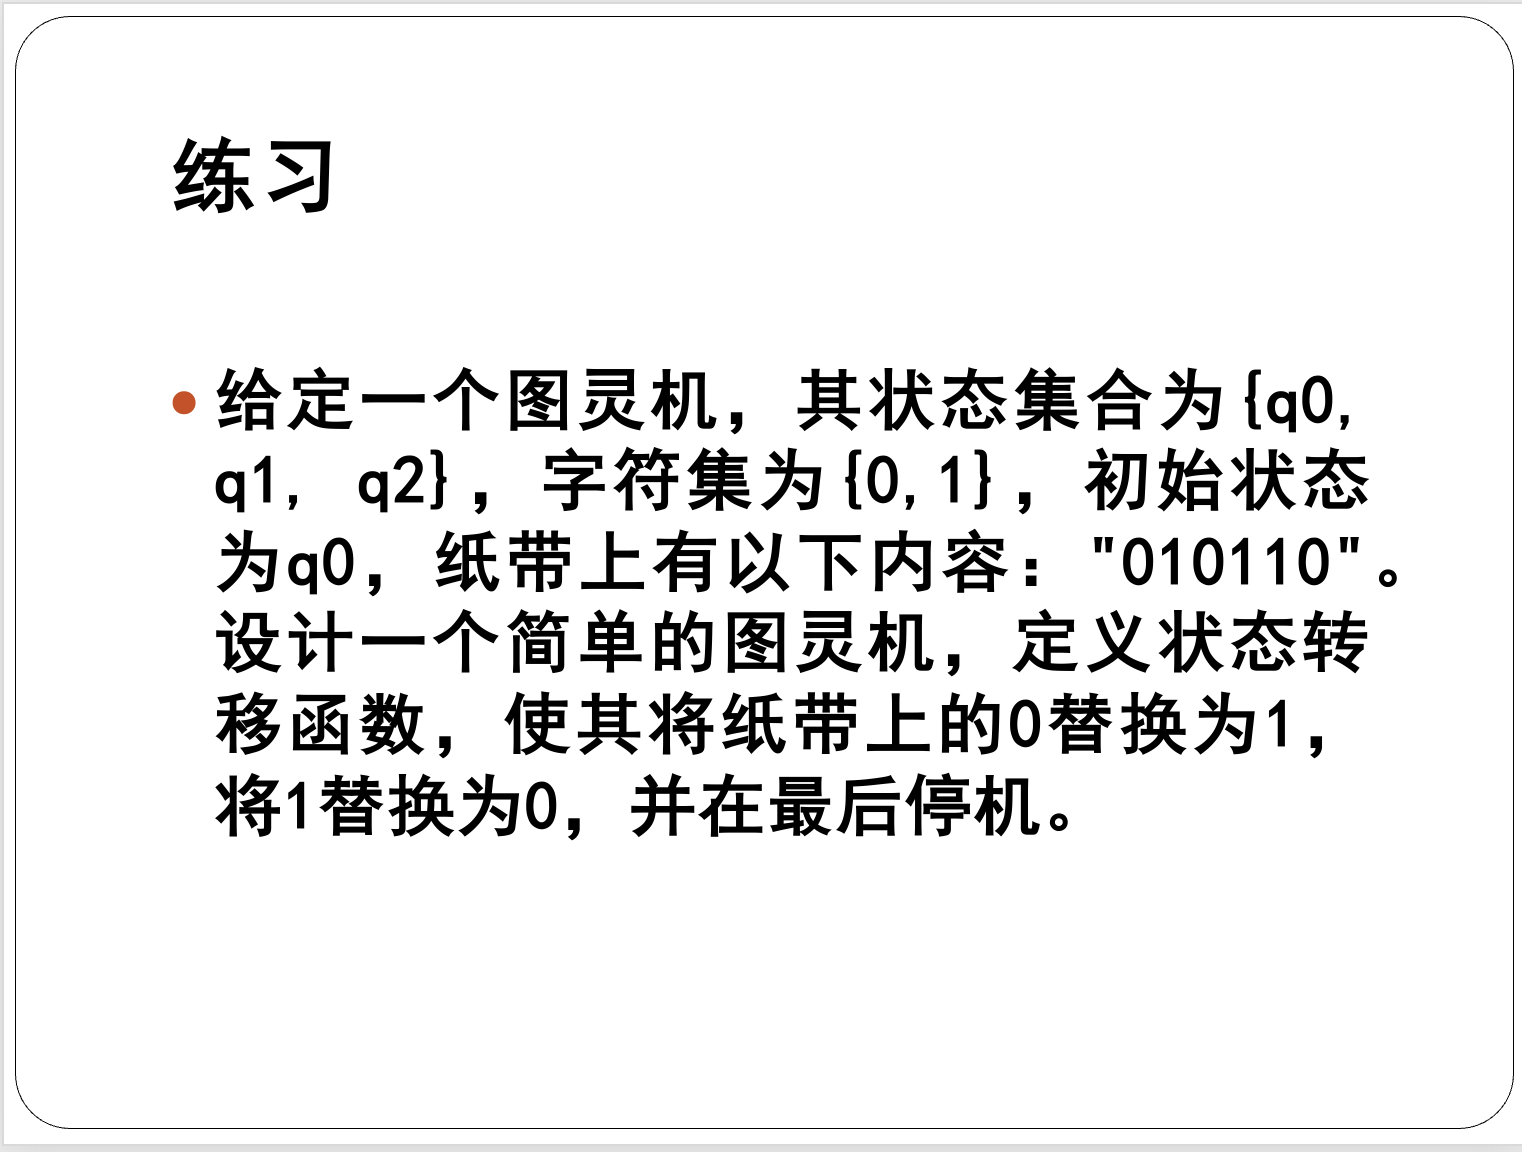 练习
给定一个图灵机，其状态集合为{q0,
q1, q2}，字符集为{0,1}，初始状态
为q0，纸带上有以下内容："010110"。
设计一个简单的图灵机，定义状态转
移函数，使其将纸带上的0替换为1，
将1替换为0，并在最后停机。